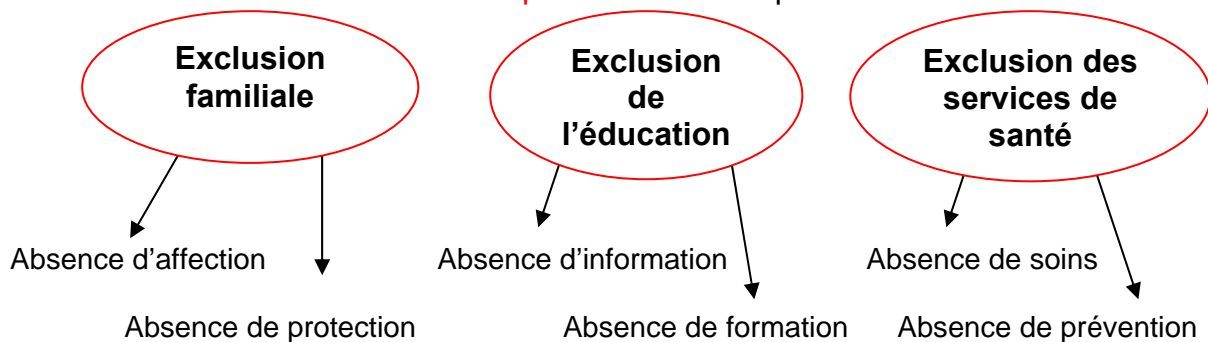 Exclusion
familiale
Exclusion
de
l'éducation
Exclusion des
services de
santé
Absence d'affection
Absence d'information
Absence de soins
Absence de protection
Absence de formation
Absence de prévention